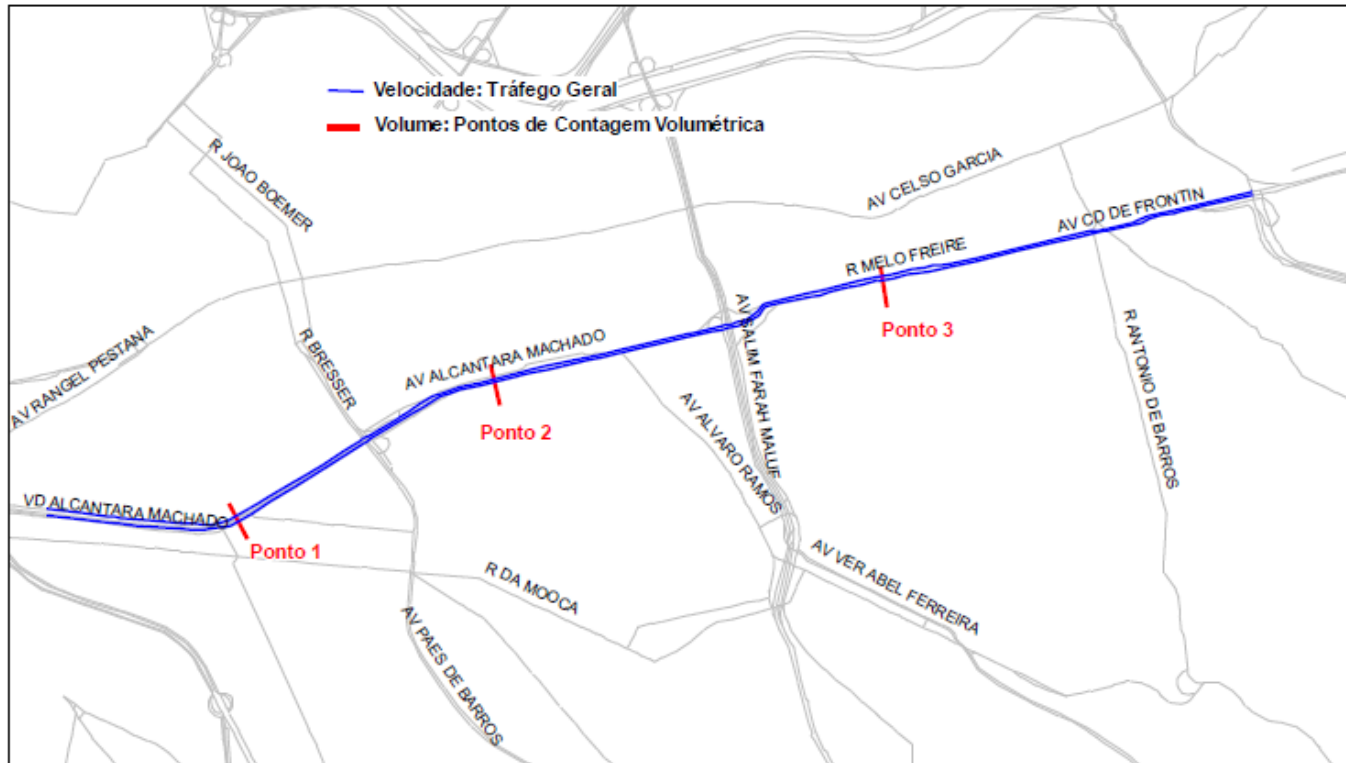 Velocidade: Tráfego Geral
Volume: Pontos de Contagem Volumétrica
R JOAO BOEMER
AV CELSO GARCIA
AV CD DE FRONTIN
R MELO FREIRE
Ponto 3
AV SALIM FARAH MALUF
R ANTONIO DE BARROS
AV RANGEL PESTANA
R BRESSER
AV ALCANTARA MACHADO
Ponto 2
AV ALVARO RAMOS
VD ALCANTARA MACHADO
Ponto 1
R DA MOOCA
AV VER ABEL FERREIRA
AV PAES DE BARROS